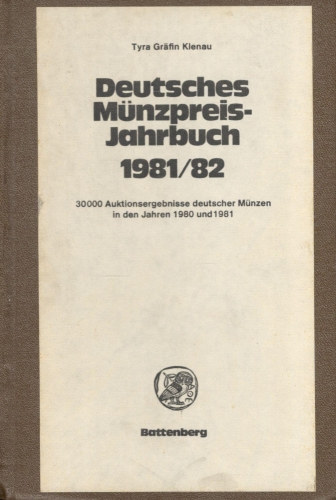 Tyra Gräfin Klenau
Deutsches
Münzpreis-
Jahrbuch
1981/82
30000 Auktionsergebnisse deutscher Münzen
in den Jahren 1980 und 1981
Battenberg